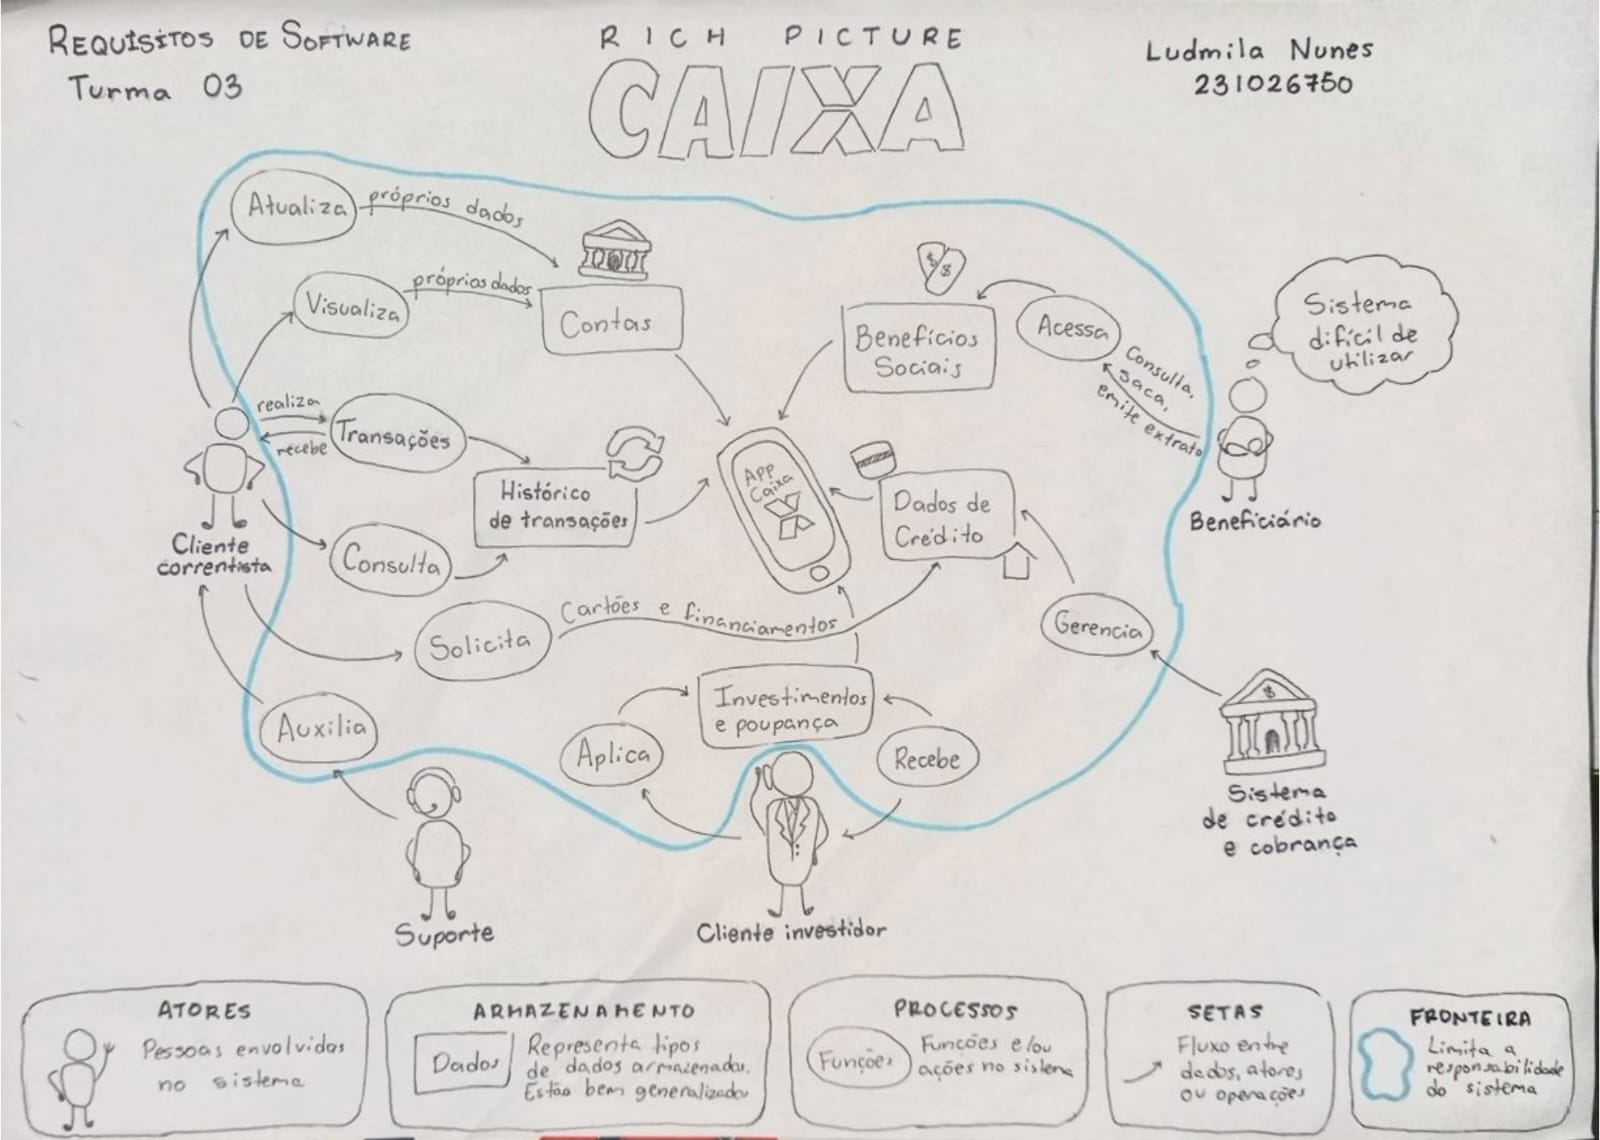 REQUISITOS DE SOFTWARE
Turma 03
RICH PICTURE
CAIXA
Ludmila Nunes
231026750
Atualiza
próprios dados
Visualiza
próprios dados
Contas
Benefícios
Sociais
Acessa
Consulta,
saca,
emite extrato
Sistema
difícil de
utilizar
Beneficiário
realiza
recebe
Transações
Histórico
de transações
App
Caixa
Dados de
Crédito
Cliente
correntista
Consulta
Solicita
Cartões e financiamentos
Gerencia
Sistema
de crédito
e cobrança
Auxilia
Suporte
Investimentos
e poupança
Aplica
Recebe
Cliente investidor
ATORES
Pessoas envolvidas
no sistema
ARMAZENAMENTO
Dados
Representa tipos
de dados armazenados.
Estão bem generalizados
PROCESSOS
Funções
Funções e/ou
ações no sistema
SETAS
Fluxo entre
dados, atores
ou operações
FRONTEIRA
Limita a
responsabilidade
do sistema